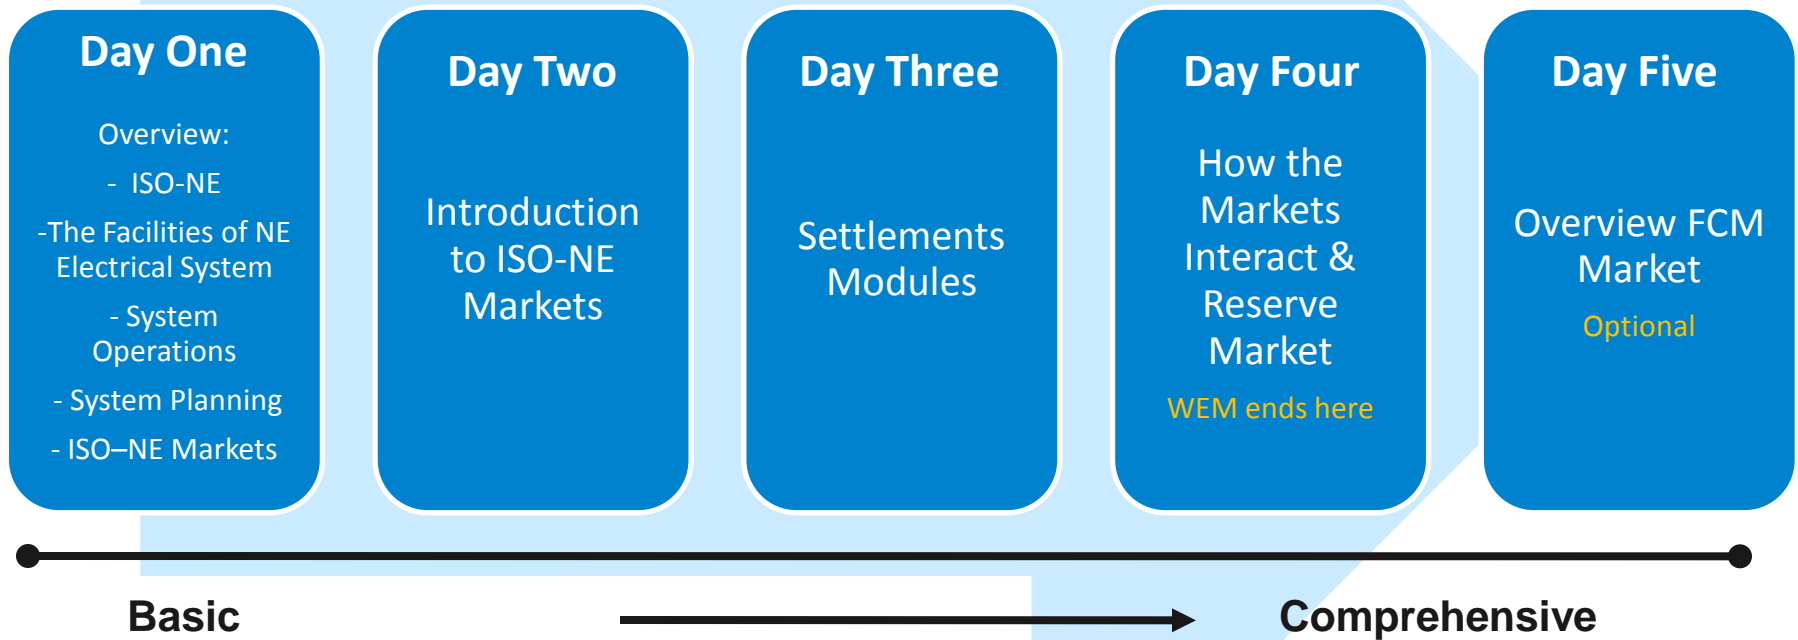 Day One
Overview:
- ISO-NE
-The Facilities of NE
Electrical System
- System
Operations
- System Planning
- ISO–NE Markets
Day Two
Introduction
to ISO-NE
Markets
Day Three
Settlements
Modules
Day Four
How the
Markets
Interact &
Reserve
Market
WEM ends here
Day Five
Overview FCM
Market
Optional
Basic
Comprehensive